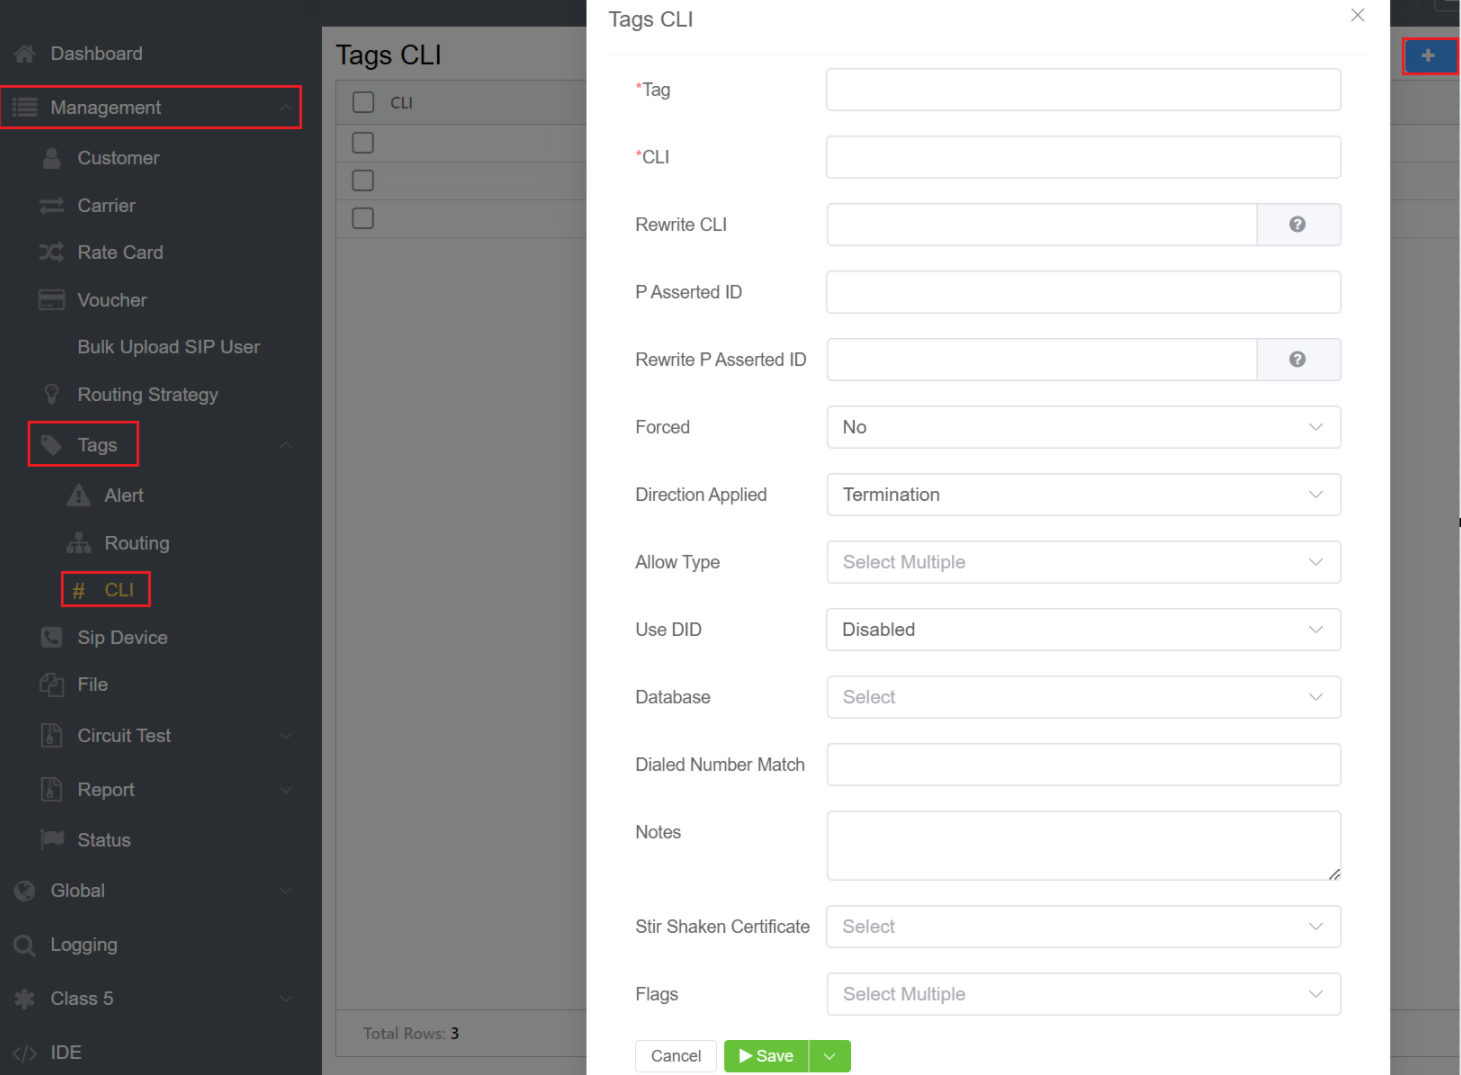 Dashboard
Management
Customer
Carrier
Rate Card
Voucher
Bulk Upload SIP User
Routing Strategy
Tags
Alert
Routing
# CLI
Sip Device
File
Circuit Test
Report
Status
Global
Logging
Class 5
</> IDE
Tags CLI
CLI
Total Rows: 3
Tags CLI
*Tag
*CLI
Rewrite CLI
P Asserted ID
Rewrite P Asserted ID
Forced No
Direction Applied Termination
Allow Type Select Multiple
Use DID Disabled
Database Select
Dialed Number Match
Notes
Stir Shaken Certificate Select
Flags Select Multiple
Cancel Save